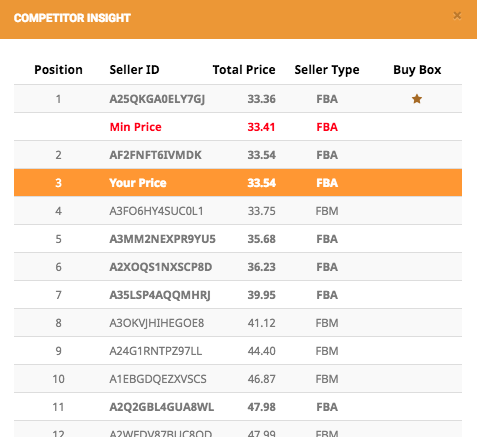 COMPETITOR INSIGHT ×
Position Seller ID Total Price Seller Type Buy Box
1 A25QKGA0ELY7GJ 33.36 FBA ★
Min Price 33.41 FBA
2 AF2FNFT6IVMDK 33.54 FBA
3 Your Price 33.54 FBA
4 A3FO6HY4SUC0L1 33.75 FBM
5 A3MM2NEXPR9YU5 35.68 FBA
6 A2XOQS1NXSCP8D 36.23 FBA
7 A35LSP4AQQMHRJ 39.95 FBA
8 A3OKVJHIHEGOE8 41.12 FBM
9 A24G1RNTPZ97LL 44.40 FBM
10 A1EBGDQEZXVSCS 46.87 FBM
11 A2Q2GBL4GUA8WL 47.98 FBA
12 47.99 FBM